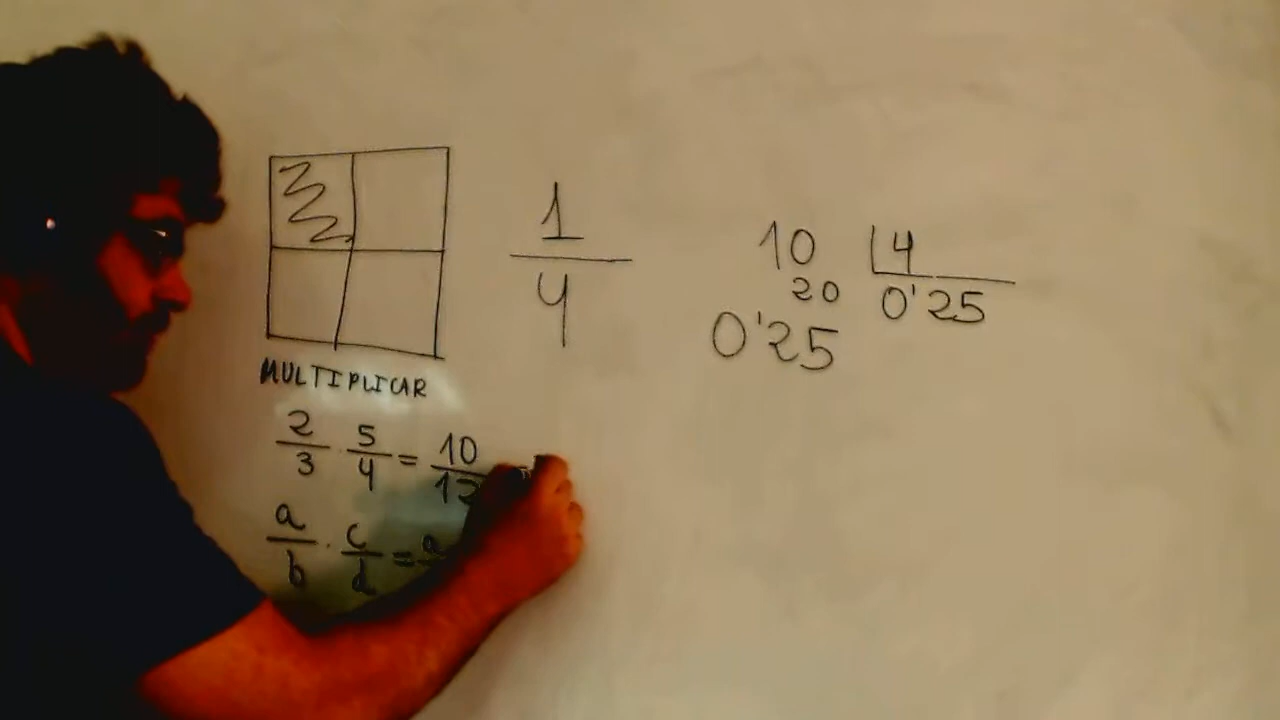 1
4
10 4
20 0'25
0'25
MULTIPLICAR
2/3 · 5/4 = 10/12
a/b · c/d = a